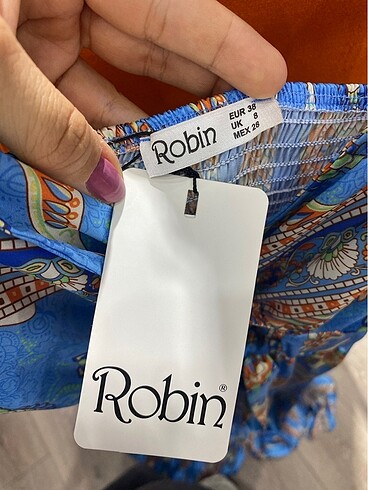 Robin
EUR 38
UK 8
MEX 28
Robin®